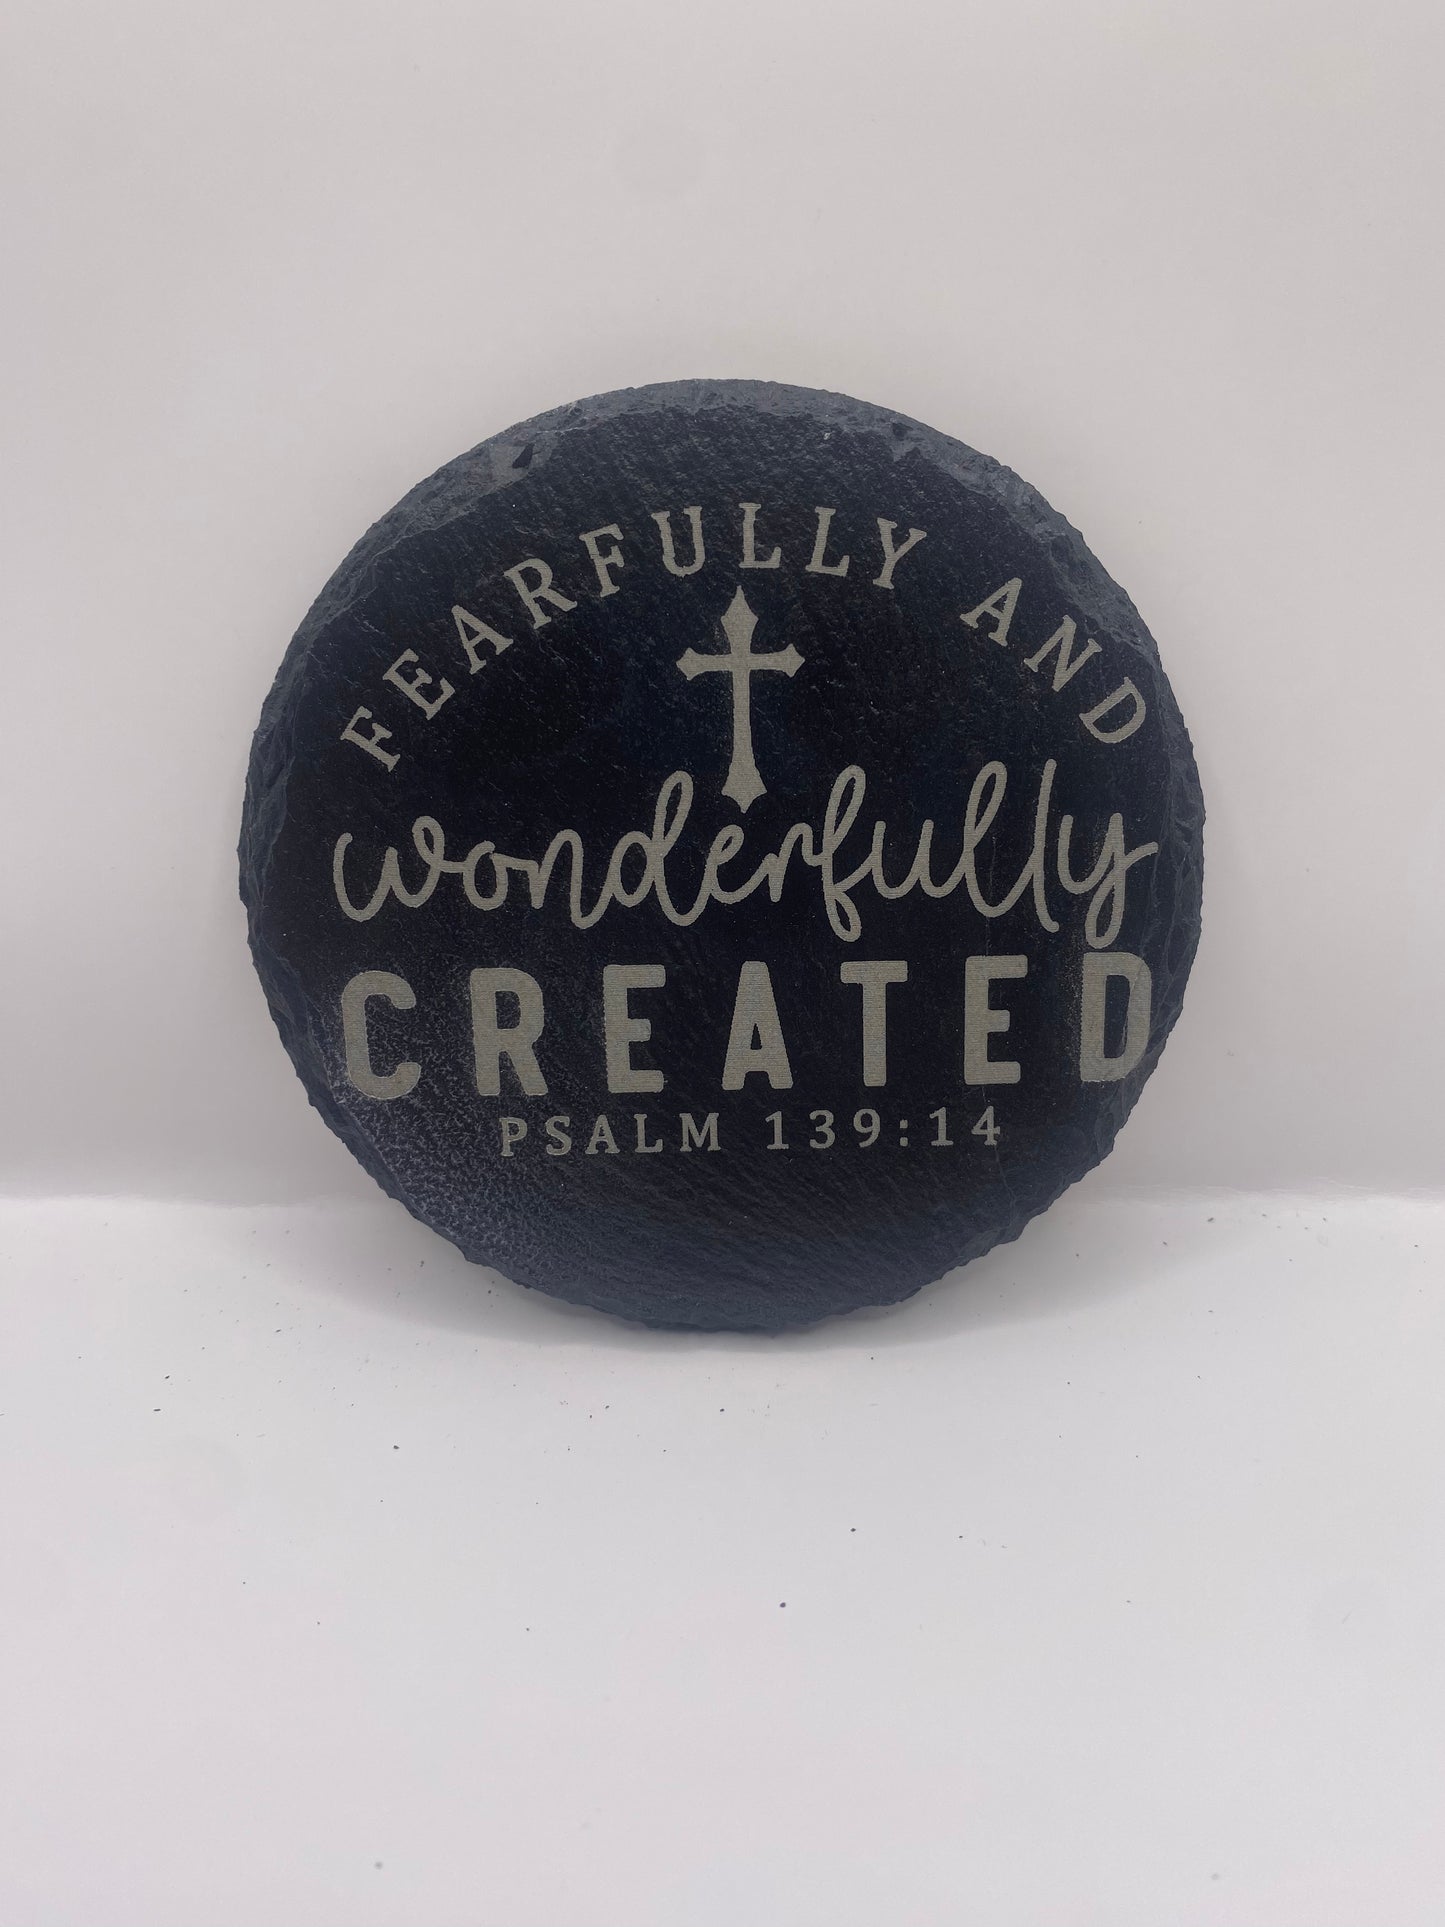 FEARFULLY AND
wonderfully
CREATED
PSALM 139:14